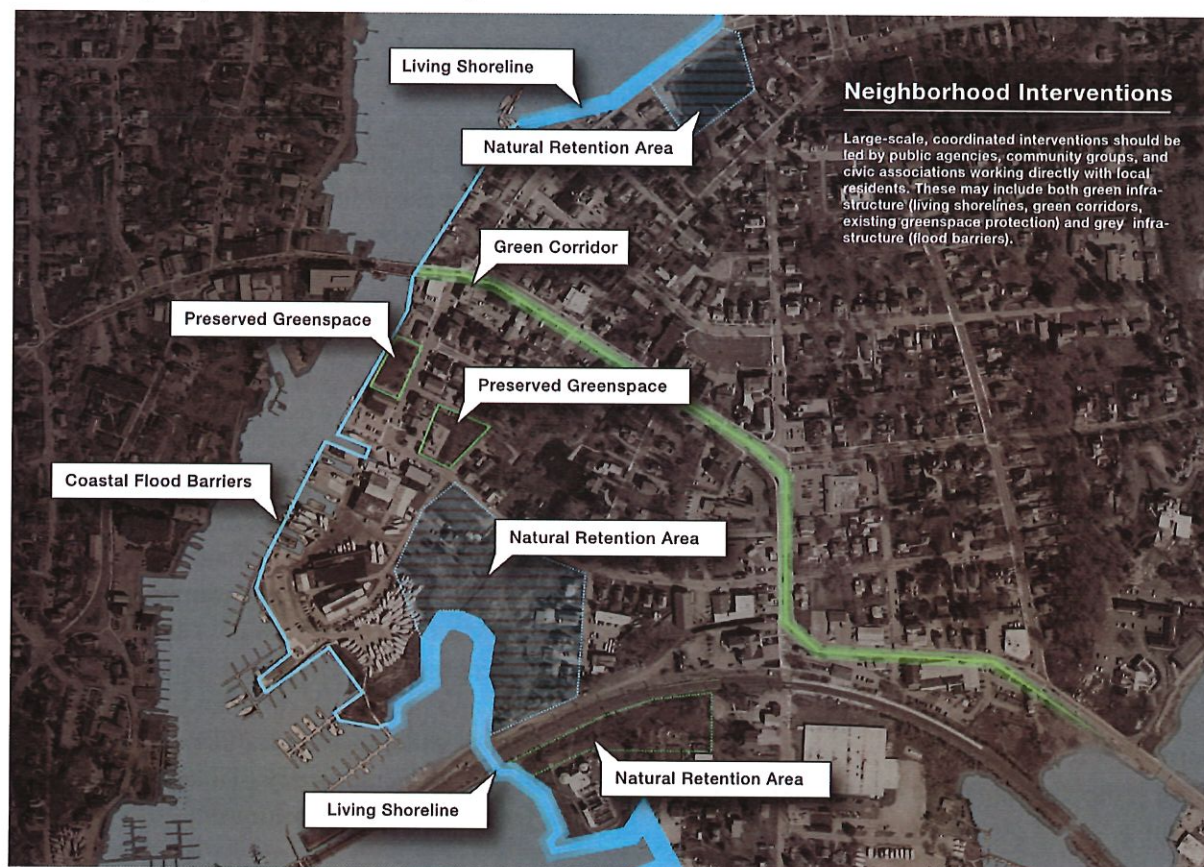 Living Shoreline
Neighborhood Interventions
Natural Retention Area
Large-scale, coordinated interventions should be
led by public agencies, community groups, and
civic associations working directly with local
residents. These may include both green infra-
structure (living shorelines, green corridors,
existing greenspace protection) and grey infra-
structure (flood barriers).
Green Corridor
Preserved Greenspace
Preserved Greenspace
Coastal Flood Barriers
Natural Retention Area
Natural Retention Area
Living Shoreline